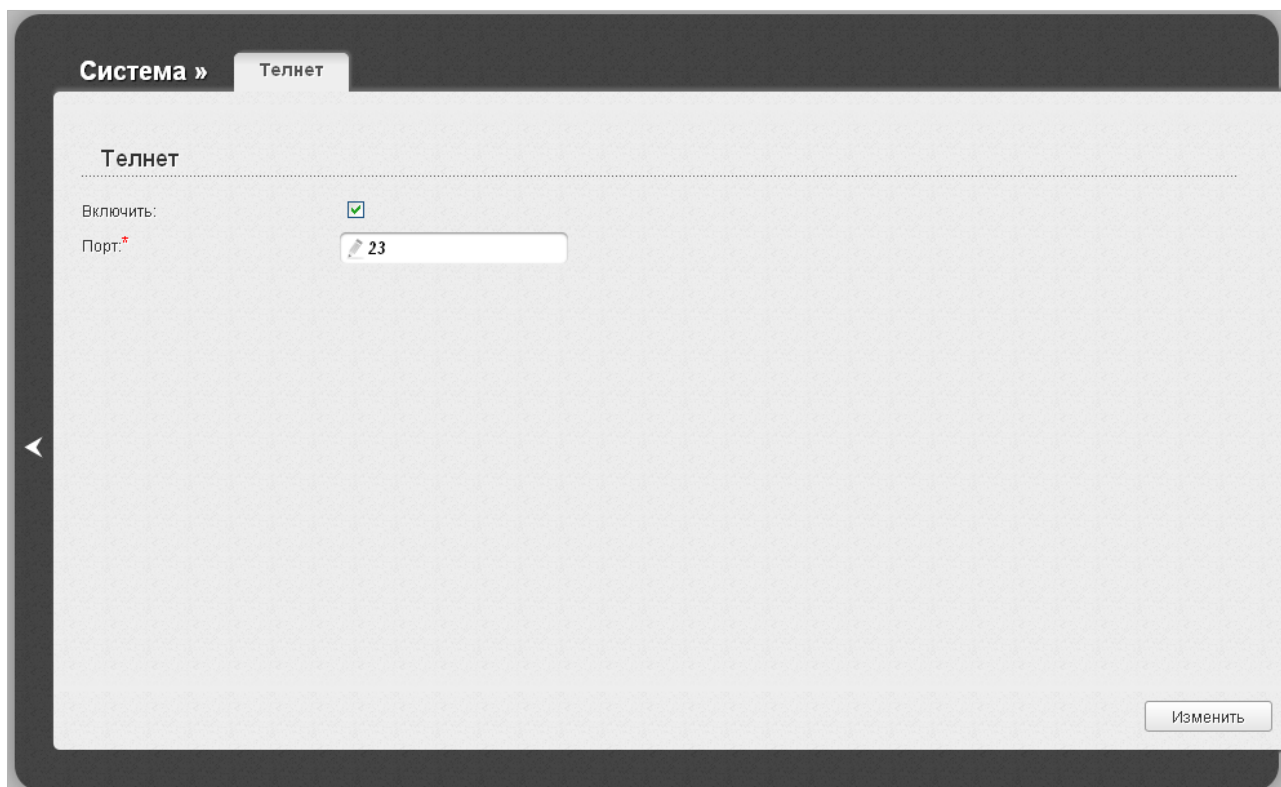 Система »
Телнет
Телнет
Включить:
Порт:*
23
Изменить